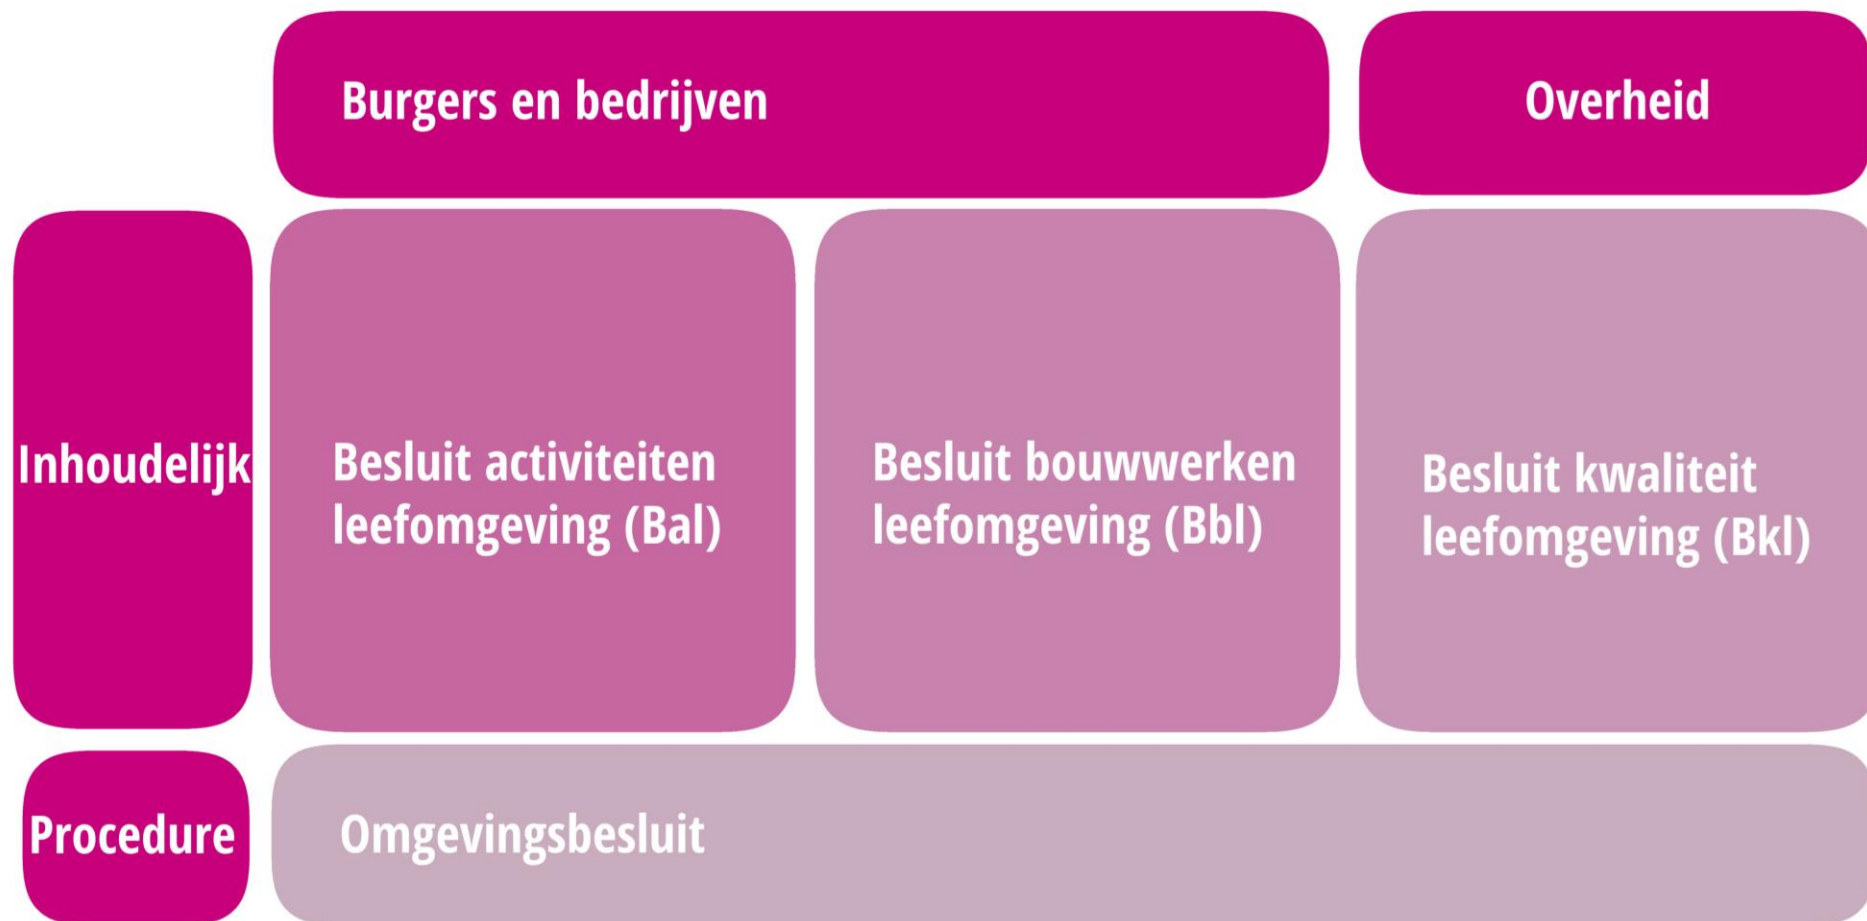 Burgers en bedrijven
Overheid
Inhoudelijk
Besluit activiteiten
leefomgeving (Bal)
Besluit bouwwerken
leefomgeving (Bbl)
Besluit kwaliteit
leefomgeving (Bkl)
Procedure
Omgevingsbesluit